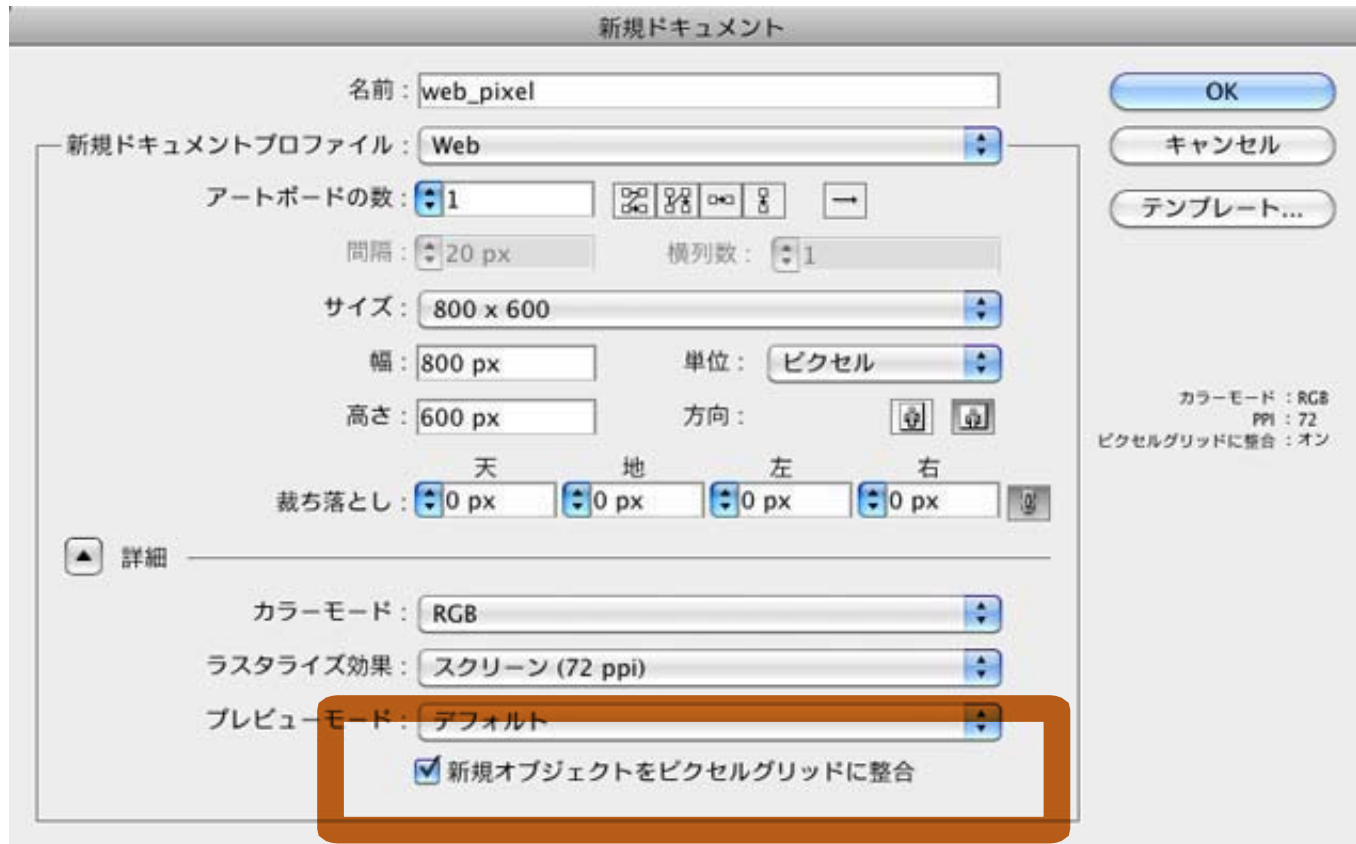 新規ドキュメント
名前：web_pixel
OK
新規ドキュメントプロファイル：Web
キャンセル
アートボードの数：1
テンプレート...
間隔：20 px 横列数：1
サイズ：800 x 600
幅：800 px 単位：ピクセル
高さ：600 px 方向：
カラーモード：RGB
PPI：72
ピクセルグリッドに整合：オン
天 地 左 右
裁ち落とし：0 px 0 px 0 px 0 px
詳細
カラーモード：RGB
ラスタライズ効果：スクリーン (72 ppi)
プレビューモード：デフォルト
新規オブジェクトをピクセルグリッドに整合